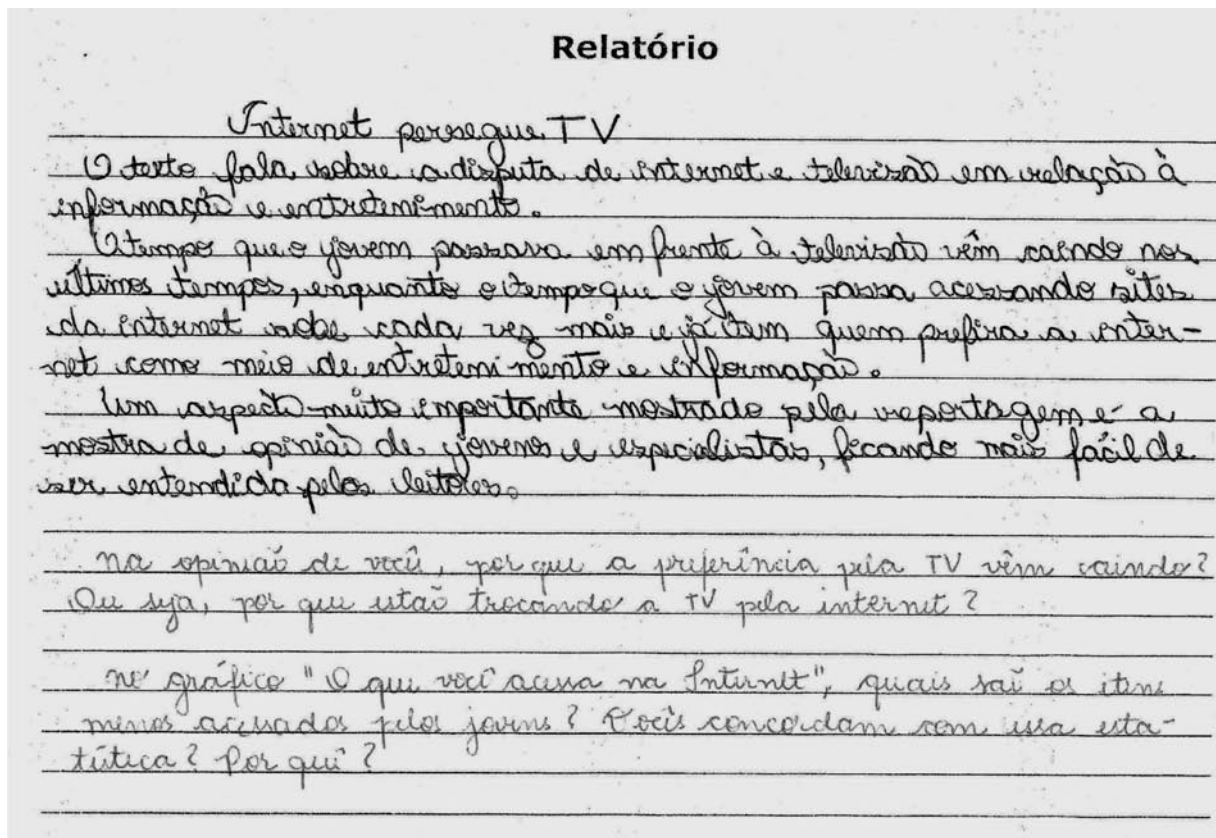 Relatório
Internet persegue TV
O texto fala sobre a disputa de internet e televisão em relação à
informação e entretenimento.
O tempo que o jovem passava em frente à televisão vêm caindo nos
últimos tempos, enquanto o tempo que o jovem passa acessando sites
da internet sobe cada vez mais e já tem quem prefira a inter-
net como meio de entretenimento e informação.
Um aspecto muito importante mostrado pela reportagem é a
mostra de opinião de jovens e especialistas, ficando mais fácil de
ser entendida pelos leitores.
Na opinião de você, por que a preferência pela TV vêm caindo?
Ou seja, por que estão trocando a TV pela internet?
No gráfico "O que você acessa na Internet", quais são os itens
menos acessados pelos jovens? Vocês concordam com essa esta-
tística? Por quê?